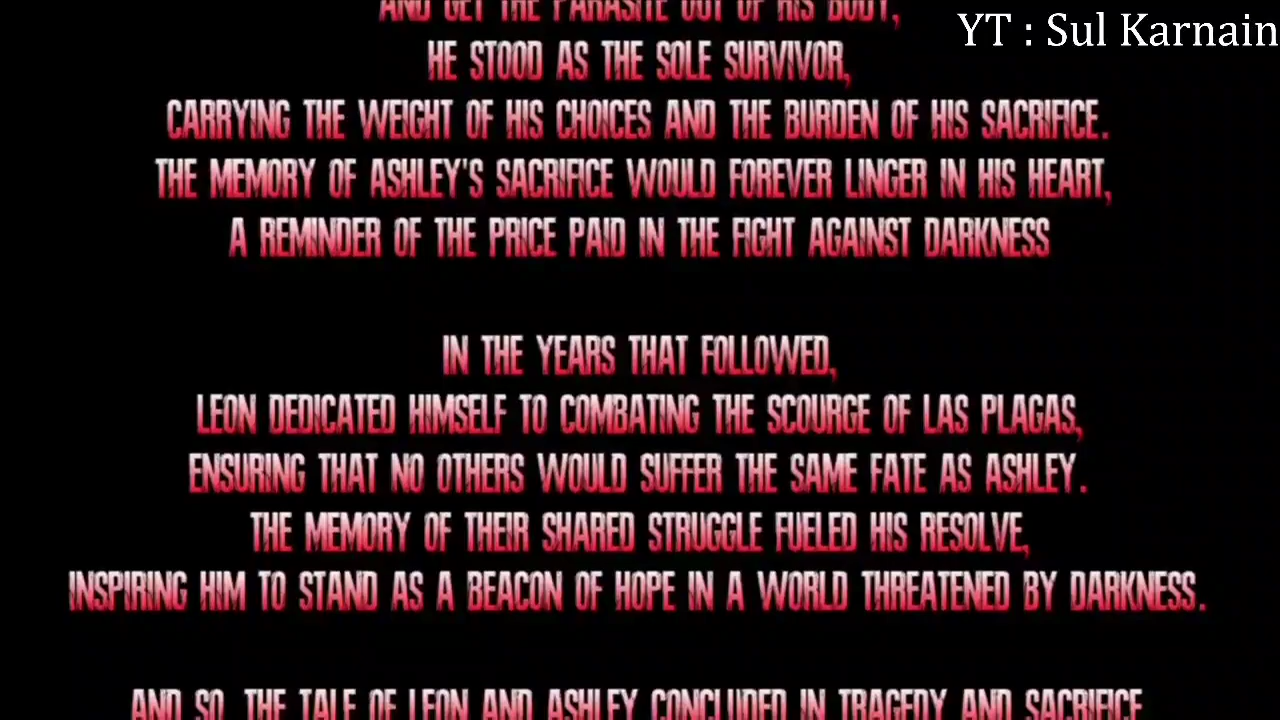 AND GET THE PARASITE OUT OF HIS BODY,
YT : Sul Karnain
HE STOOD AS THE SOLE SURVIVOR,
CARRYING THE WEIGHT OF HIS CHOICES AND THE BURDEN OF HIS SACRIFICE.
THE MEMORY OF ASHLEY'S SACRIFICE WOULD FOREVER LINGER IN HIS HEART,
A REMINDER OF THE PRICE PAID IN THE FIGHT AGAINST DARKNESS
IN THE YEARS THAT FOLLOWED,
LEON DEDICATED HIMSELF TO COMBATING THE SCOURGE OF LAS PLAGAS,
ENSURING THAT NO OTHERS WOULD SUFFER THE SAME FATE AS ASHLEY.
THE MEMORY OF THEIR SHARED STRUGGLE FUELED HIS RESOLVE,
INSPIRING HIM TO STAND AS A BEACON OF HOPE IN A WORLD THREATENED BY DARKNESS.
AND SO, THE TALE OF LEON AND ASHLEY CONCLUDED IN TRAGEDY AND SACRIFICE